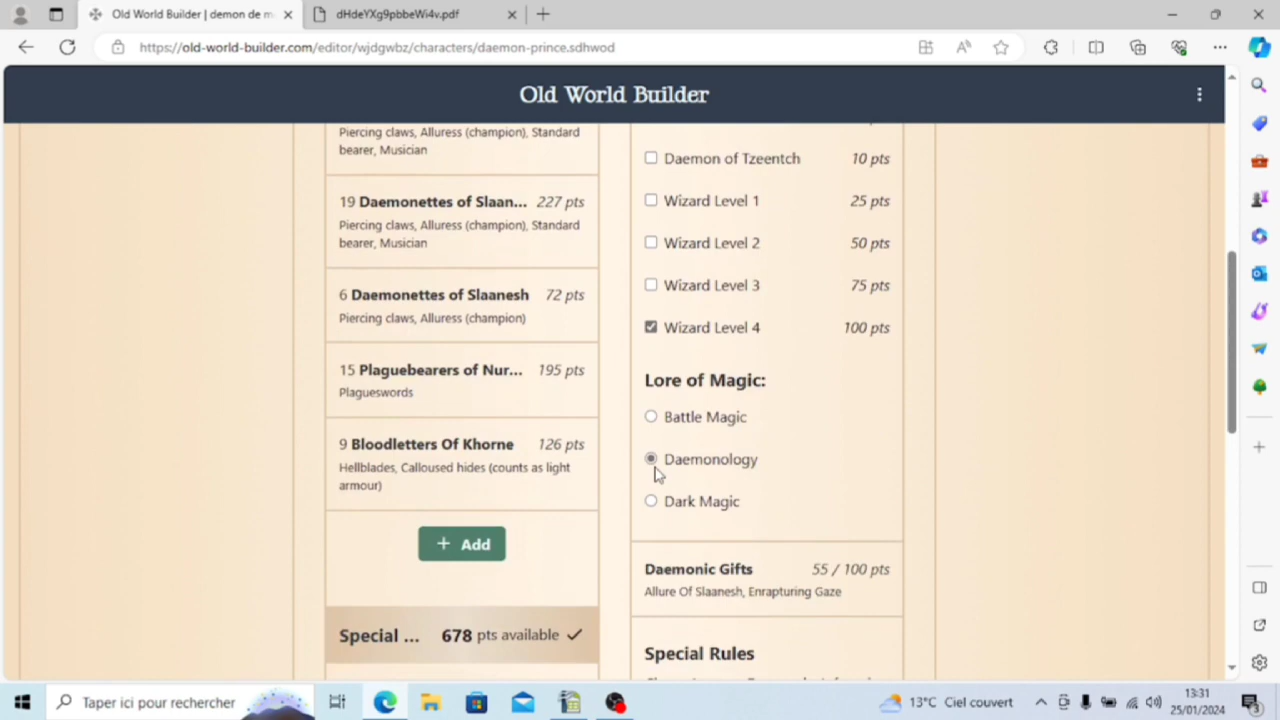 Old World Builder | demon de m
dHdeYXg9pbbeWi4v.pdf
https://old-world-builder.com/editor/wjdgwbz/characters/daemon-prince.sdhwod
Old World Builder
Piercing claws, Alluress (champion), Standard
bearer, Musician
19 Daemonettes of Slaan... 227 pts
Piercing claws, Alluress (champion), Standard
bearer, Musician
6 Daemonettes of Slaanesh 72 pts
Piercing claws, Alluress (champion)
15 Plaguebearers of Nur... 195 pts
Plagueswords
9 Bloodletters Of Khorne 126 pts
Hellblades, Calloused hides (counts as light
armour)
+ Add
Special ... 678 pts available
Daemon of Tzeentch 10 pts
Wizard Level 1 25 pts
Wizard Level 2 50 pts
Wizard Level 3 75 pts
Wizard Level 4 100 pts
Lore of Magic:
Battle Magic
Daemonology
Dark Magic
Daemonic Gifts 55 / 100 pts
Allure Of Slaanesh, Enrapturing Gaze
Special Rules
Taper ici pour rechercher
13°C Ciel couvert
13:31
25/01/2024